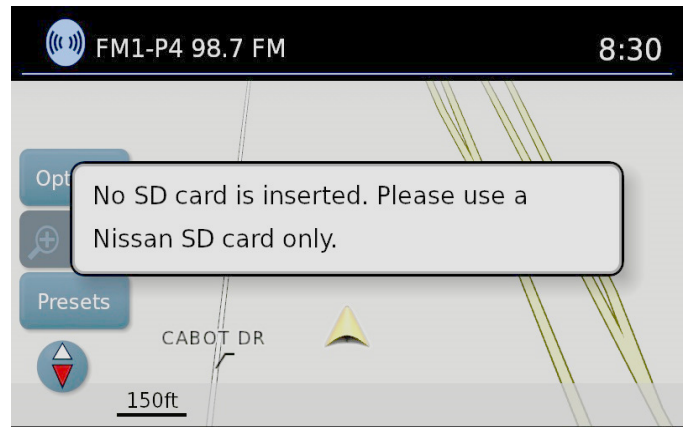 FM1-P4 98.7 FM
8:30
Opt
No SD card is inserted. Please use a
Nissan SD card only.
Presets
CABOT DR
150ft